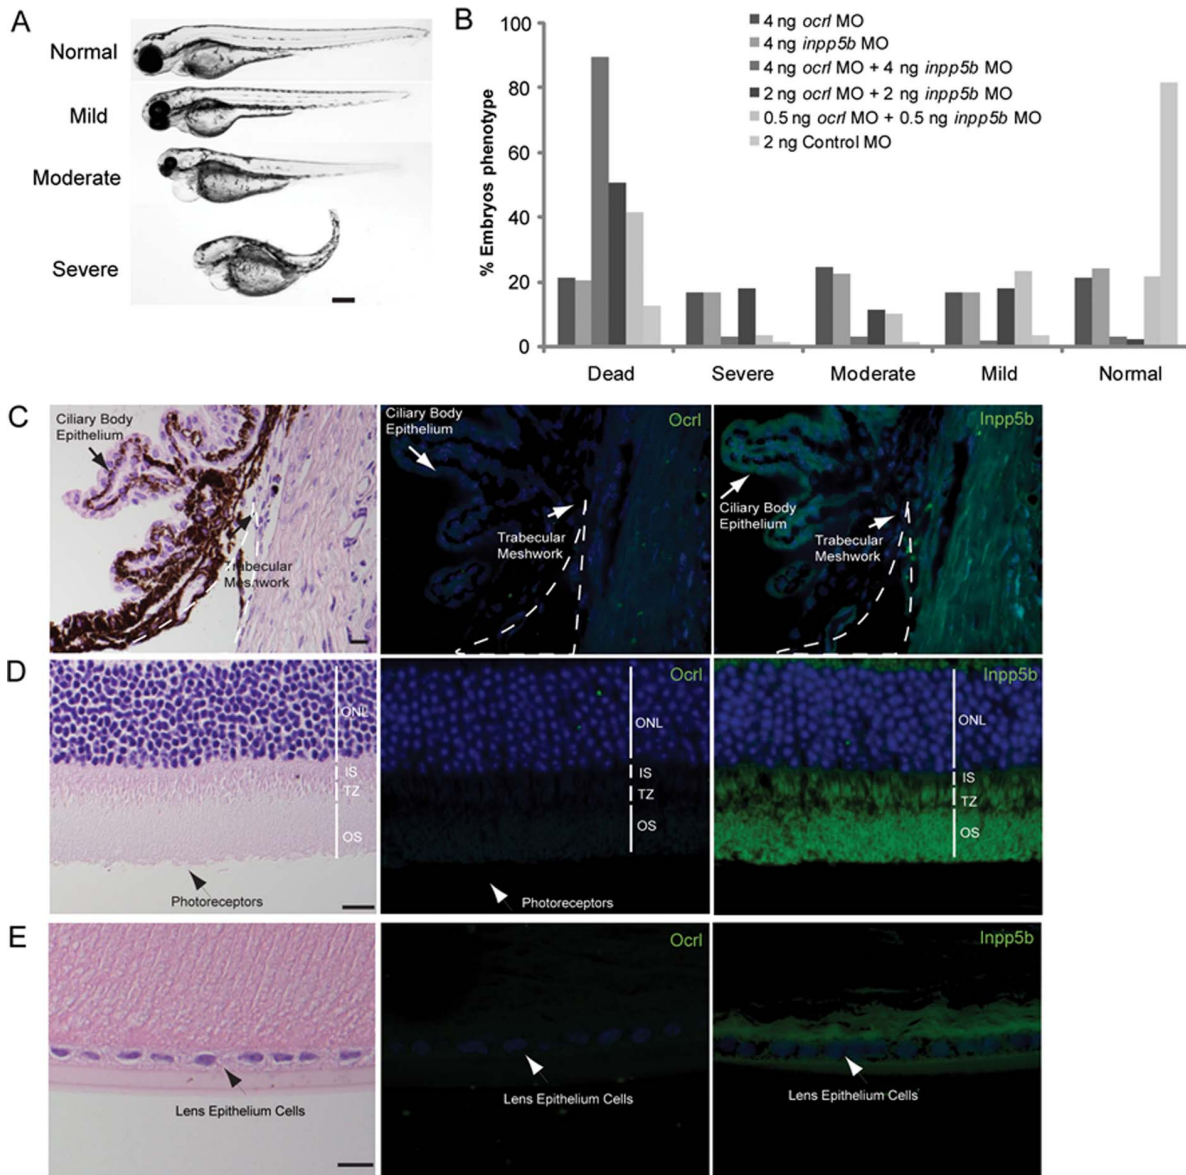 A
Normal
Mild
Moderate
Severe
B
% Embryos phenotype
100
80
60
40
20
0
4 ng ocrl MO
4 ng inpp5b MO
4 ng ocrl MO + 4 ng inpp5b MO
2 ng ocrl MO + 2 ng inpp5b MO
0.5 ng ocrl MO + 0.5 ng inpp5b MO
2 ng Control MO
Dead
Severe
Moderate
Mild
Normal
C
Ciliary Body
Epithelium
Trabecular
Meshwork
Ocrl
Ciliary Body
Epithelium
Trabecular
Meshwork
Inpp5b
Ciliary Body
Epithelium
Trabecular
Meshwork
D
ONL
IS
TZ
OS
Photoreceptors
Ocrl
ONL
IS
TZ
OS
Photoreceptors
Inpp5b
ONL
IS
TZ
OS
E
Lens Epithelium Cells
Ocrl
Lens Epithelium Cells
Inpp5b
Lens Epithelium Cells